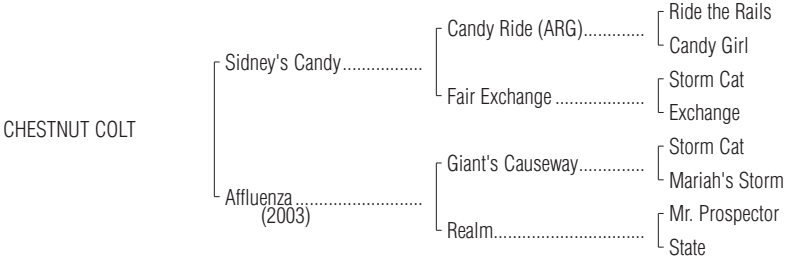 Ride the Rails
Candy Ride (ARG).............
Candy Girl
Sidney's Candy.................
Storm Cat
Fair Exchange ...................
Exchange
CHESTNUT COLT
Storm Cat
Giant's Causeway..............
Mariah's Storm
Affluenza...........................
(2003)
Mr. Prospector
Realm................................
State